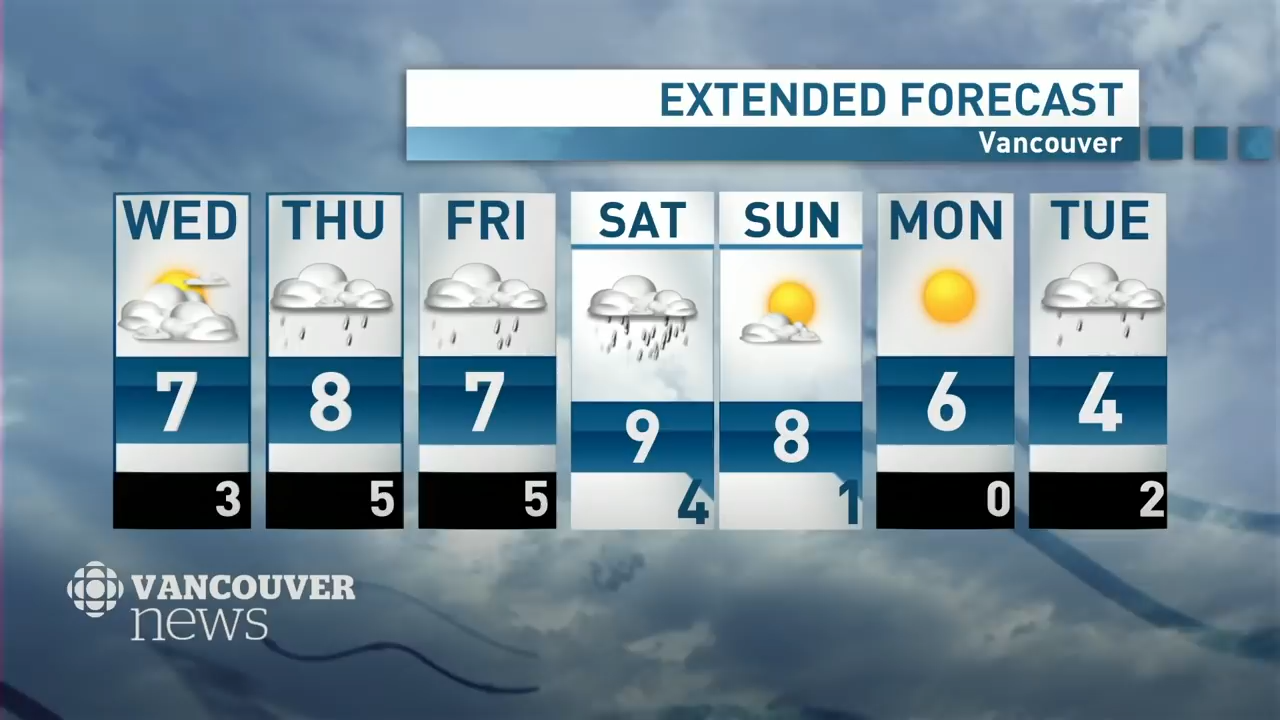 EXTENDED FORECAST
Vancouver
WED THU FRI SAT SUN MON TUE
7 8 7 9 8 6 4
3 5 5 4 1 0 2
VANCOUVER
news